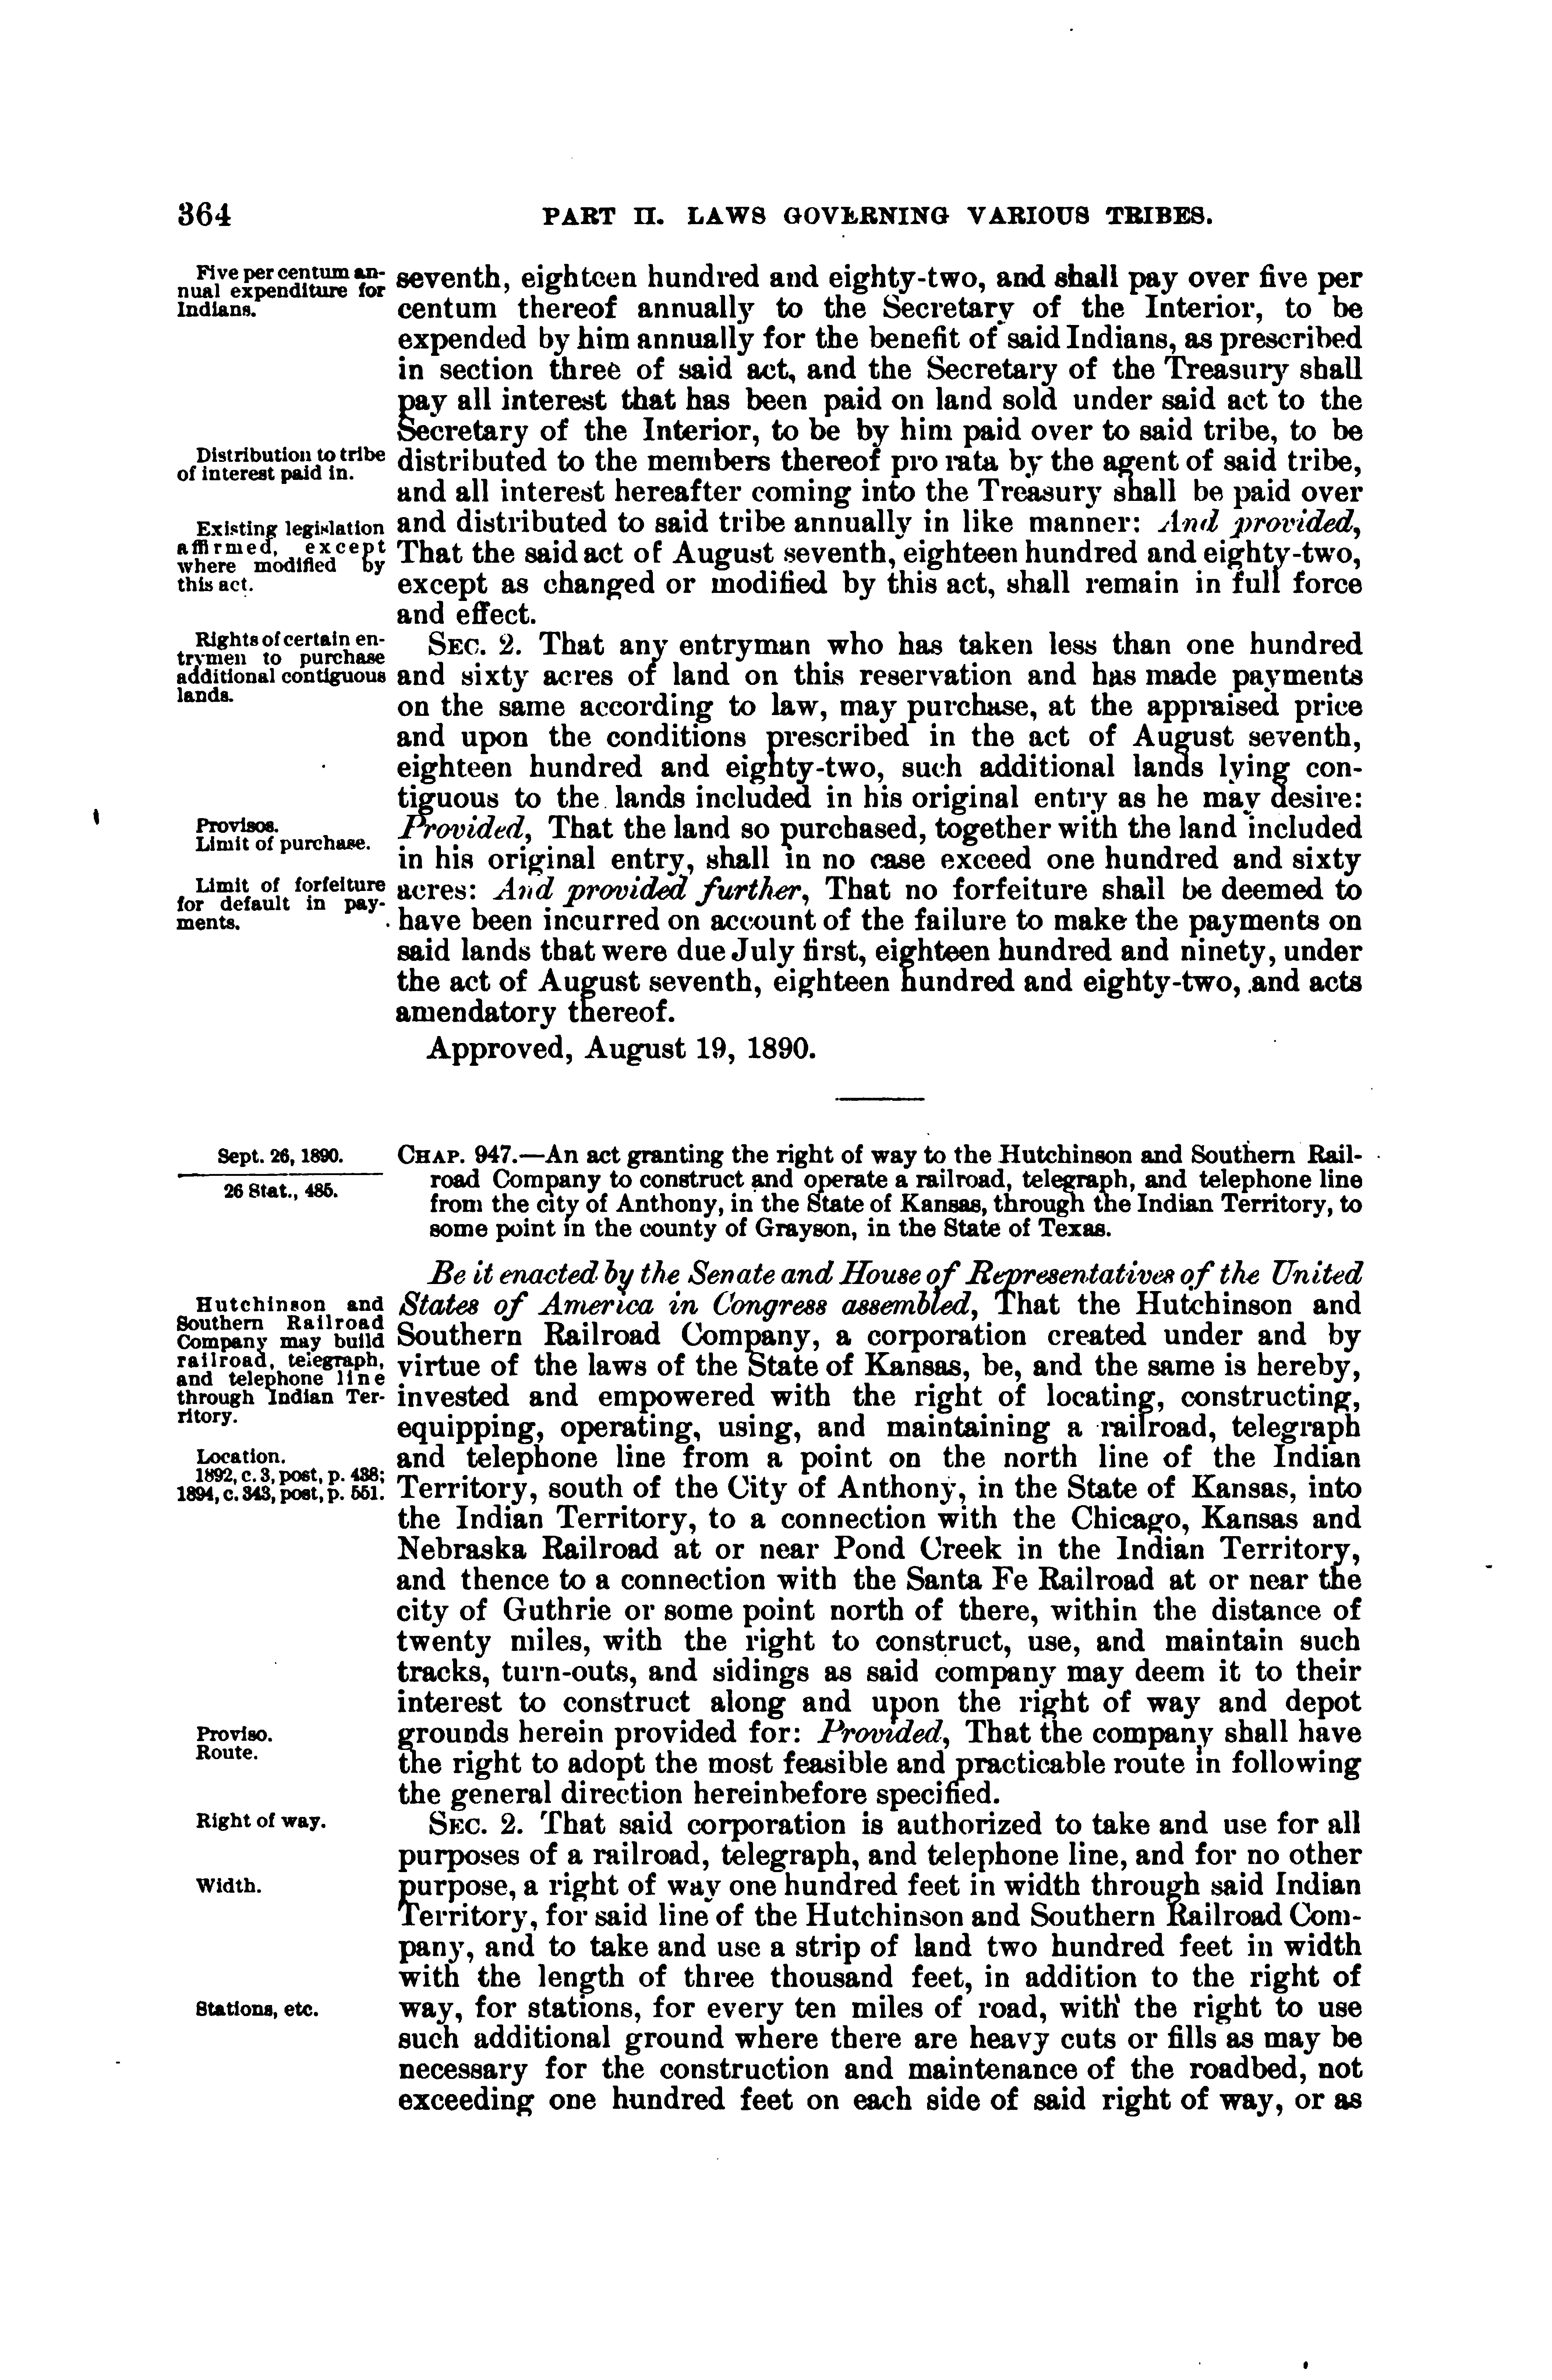 364 PART II. LAWS GOVERNING VARIOUS TRIBES.
Five per centum an-
nual expenditure for
Indians.
seventh, eighteen hundred and eighty-two, and shall pay over five per
centum thereof annually to the Secretary of the Interior, to be
expended by him annually for the benefit of said Indians, as prescribed
in section three of said act, and the Secretary of the Treasury shall
pay all interest that has been paid on land sold under said act to the
Secretary of the Interior, to be by him paid over to said tribe, to be
Distribution to tribe
of interest paid in.
distributed to the members thereof pro rata by the agent of said tribe,
and all interest hereafter coming into the Treasury shall be paid over
Existing legislation
affirmed, except
where modified by
this act.
and distributed to said tribe annually in like manner: And provided,
That the said act of August seventh, eighteen hundred and eighty-two,
except as changed or modified by this act, shall remain in full force
and effect.
Rights of certain en-
trymen to purchase
additional contiguous
lands.
SEC. 2. That any entryman who has taken less than one hundred
and sixty acres of land on this reservation and has made payments
on the same according to law, may purchase, at the appraised price
and upon the conditions prescribed in the act of August seventh,
eighteen hundred and eighty-two, such additional lands lying con-
tiguous to the lands included in his original entry as he may desire:
Provisos.
Limit of purchase.
Provided, That the land so purchased, together with the land included
in his original entry, shall in no case exceed one hundred and sixty
Limit of forfeiture
for default in pay-
ments.
acres: And provided further, That no forfeiture shall be deemed to
have been incurred on account of the failure to make the payments on
said lands that were due July first, eighteen hundred and ninety, under
the act of August seventh, eighteen hundred and eighty-two, and acts
amendatory thereof.
Approved, August 19, 1890.
Sept. 26, 1890.
26 Stat., 485.
CHAP. 947.—An act granting the right of way to the Hutchinson and Southern Rail-
road Company to construct and operate a railroad, telegraph, and telephone line
from the city of Anthony, in the State of Kansas, through the Indian Territory, to
some point in the county of Grayson, in the State of Texas.
Be it enacted by the Senate and House of Representatives of the United
Hutchinson and
Southern Railroad
Company may build
railroad, telegraph,
and telephone line
through Indian Ter-
ritory.
States of America in Congress assembled, That the Hutchinson and
Southern Railroad Company, a corporation created under and by
virtue of the laws of the State of Kansas, be, and the same is hereby,
invested and empowered with the right of locating, constructing,
equipping, operating, using, and maintaining a railroad, telegraph
Location.
1892, c. 3, post, p. 438;
1894, c. 343, post, p. 551.
and telephone line from a point on the north line of the Indian
Territory, south of the City of Anthony, in the State of Kansas, into
the Indian Territory, to a connection with the Chicago, Kansas and
Nebraska Railroad at or near Pond Creek in the Indian Territory,
and thence to a connection with the Santa Fe Railroad at or near the
city of Guthrie or some point north of there, within the distance of
twenty miles, with the right to construct, use, and maintain such
tracks, turn-outs, and sidings as said company may deem it to their
interest to construct along and upon the right of way and depot
Proviso.
Route.
grounds herein provided for: Provided, That the company shall have
the right to adopt the most feasible and practicable route in following
the general direction hereinbefore specified.
Right of way.
SEC. 2. That said corporation is authorized to take and use for all
purposes of a railroad, telegraph, and telephone line, and for no other
Width.
purpose, a right of way one hundred feet in width through said Indian
Territory, for said line of the Hutchinson and Southern Railroad Com-
pany, and to take and use a strip of land two hundred feet in width
with the length of three thousand feet, in addition to the right of
Stations, etc.
way, for stations, for every ten miles of road, with the right to use
such additional ground where there are heavy cuts or fills as may be
necessary for the construction and maintenance of the roadbed, not
exceeding one hundred feet on each side of said right of way, or as